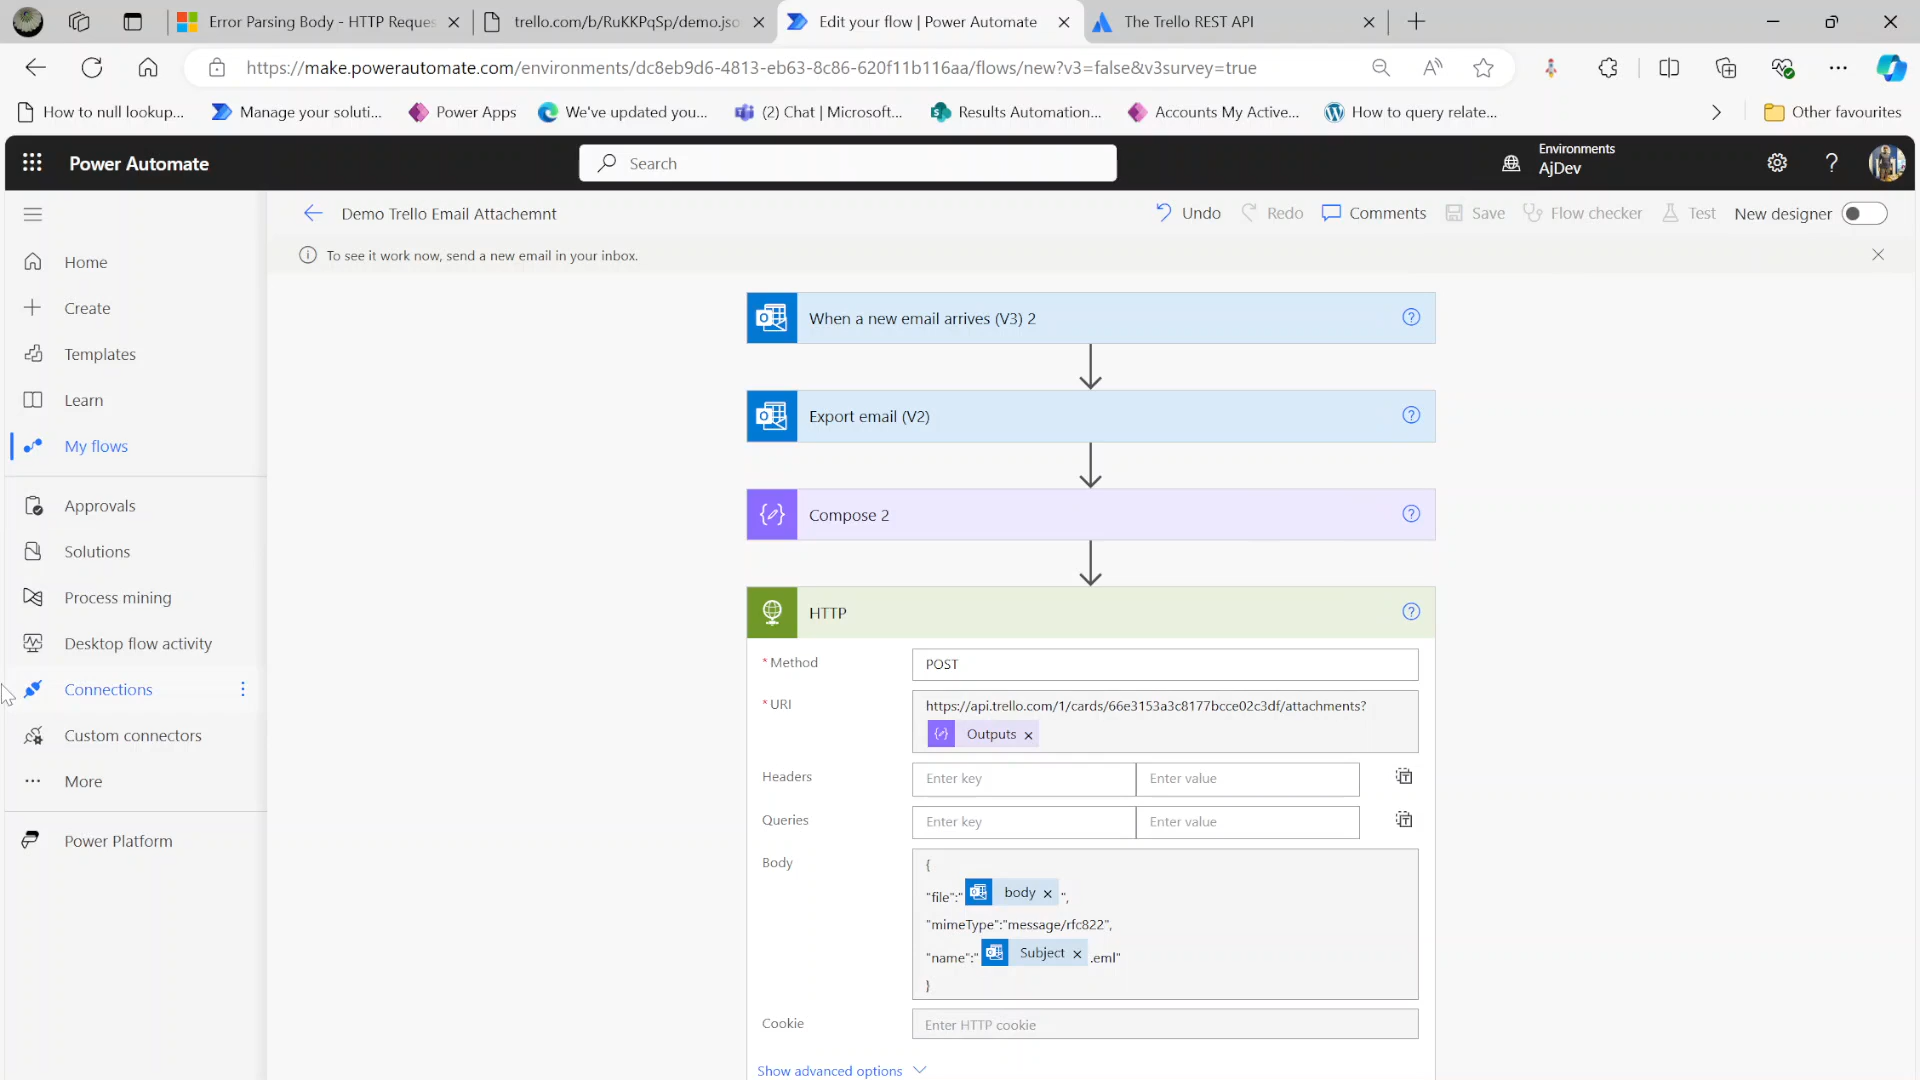 Error Parsing Body - HTTP Reques
trello.com/b/RuKKPqSp/demo.jso
Edit your flow | Power Automate
The Trello REST API
https://make.powerautomate.com/environments/dc8eb9d6-4813-eb63-8c86-620f11b116aa/flows/new?v3=false&v3survey=true
How to null lookup...
Manage your soluti...
Power Apps
We've updated you...
(2) Chat | Microsoft...
Results Automation...
Accounts My Active...
How to query relate...
Other favourites
Power Automate
Search
Environments
AjDev
Demo Trello Email Attachemnt
Undo
Redo
Comments
Save
Flow checker
Test
New designer
To see it work now, send a new email in your inbox.
Home
Create
Templates
Learn
My flows
Approvals
Solutions
Process mining
Desktop flow activity
Connections
Custom connectors
More
Power Platform
When a new email arrives (V3) 2
Export email (V2)
Compose 2
HTTP
* Method
POST
* URI
https://api.trello.com/1/cards/66e3153a3c8177bcce02c3df/attachments?
Outputs
Headers
Enter key
Enter value
Queries
Enter key
Enter value
Body
{
"file":" body ",
"mimeType":"message/rfc822",
"name":" Subject .eml"
}
Cookie
Enter HTTP cookie
Show advanced options